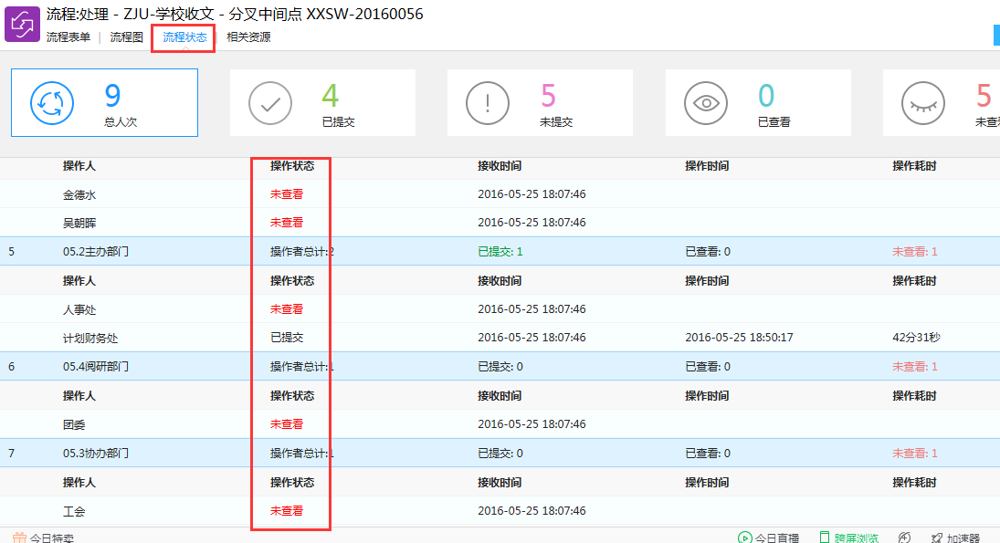 流程:处理 - ZJU-学校收文 - 分叉中间点 XXSW-20160056
流程表单 | 流程图 | 流程状态 相关资源
9 4 5 0 5
总人次 已提交 未提交 已查看 未查
操作人 操作状态 接收时间 操作时间 操作耗时
金德水 未查看 2016-05-25 18:07:46
吴朝晖 未查看 2016-05-25 18:07:46
5 05.2主办部门 操作者总计:2 已提交: 1 已查看: 0 未查看: 1
操作人 操作状态 接收时间 操作时间 操作耗时
人事处 未查看 2016-05-25 18:07:46
计划财务处 已提交 2016-05-25 18:07:46 2016-05-25 18:50:17 42分31秒
6 05.4阅研部门 操作者总计:1 已提交: 0 已查看: 0 未查看: 1
操作人 操作状态 接收时间 操作时间 操作耗时
团委 未查看 2016-05-25 18:07:46
7 05.3协办部门 操作者总计:1 已提交: 0 已查看: 0 未查看: 1
操作人 操作状态 接收时间 操作时间 操作耗时
工会 未查看 2016-05-25 18:07:46
今日特卖 今日直播 跨屏浏览 加速器